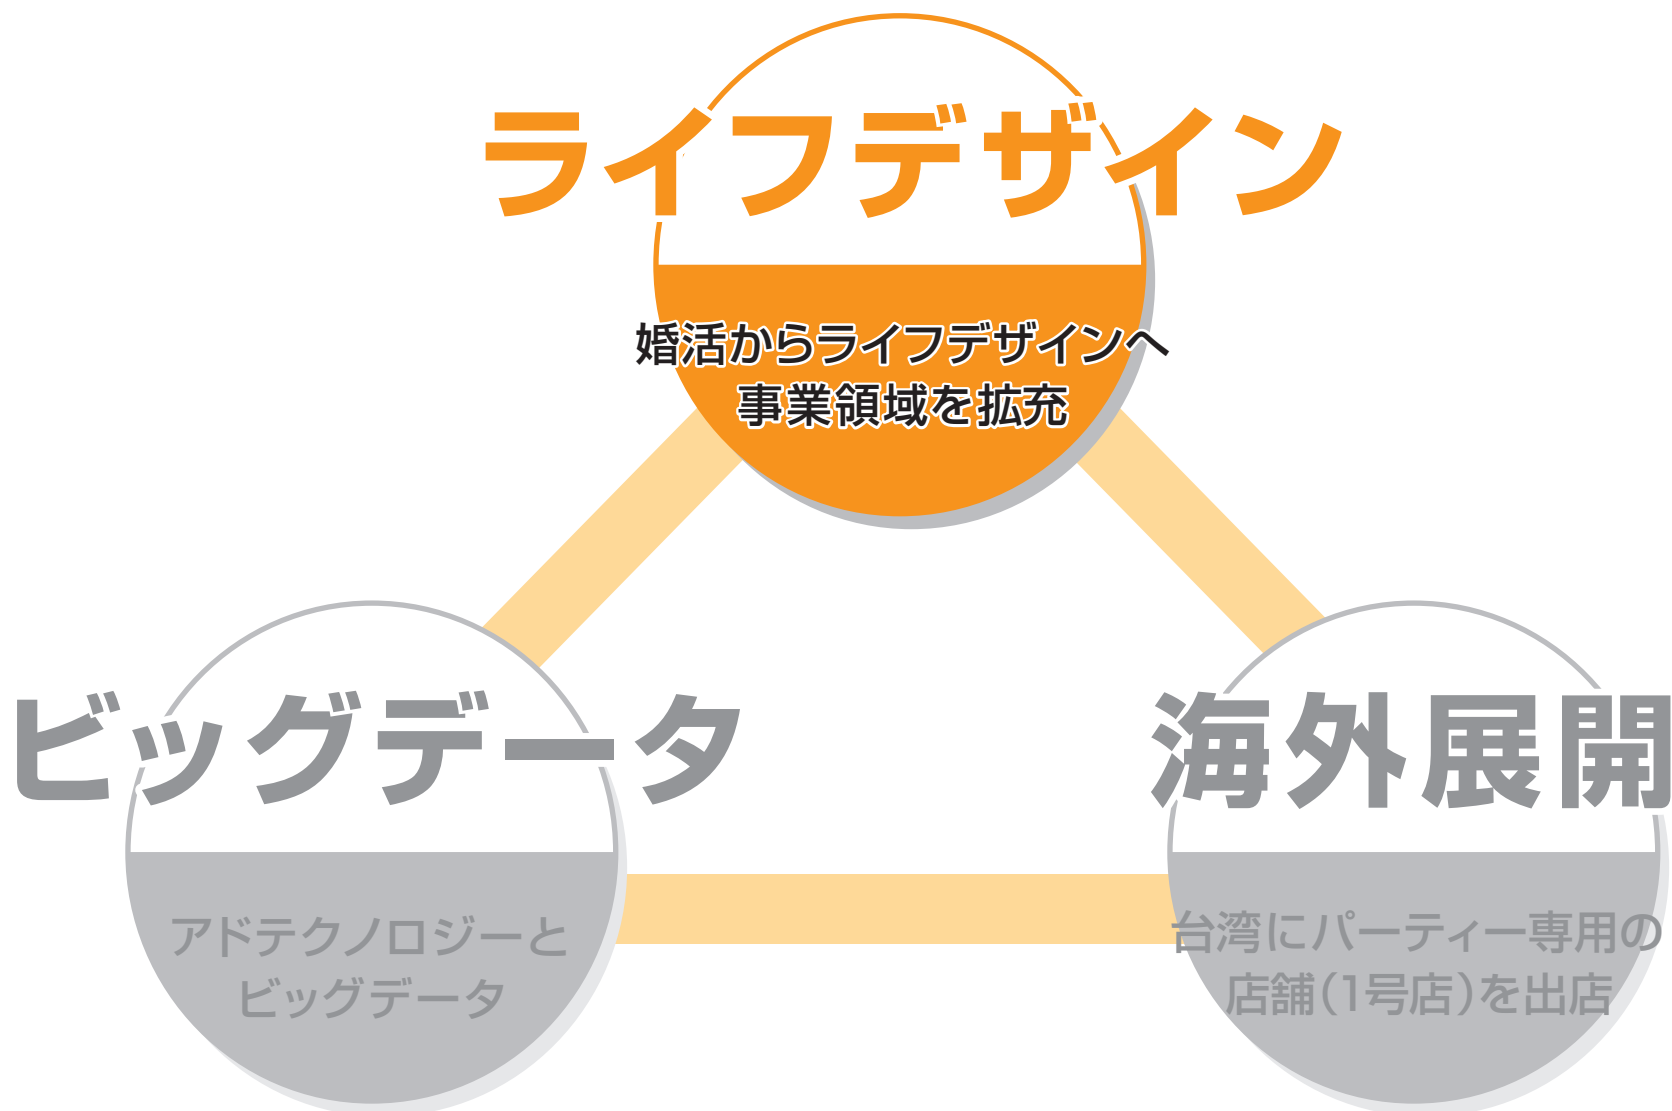 ライフデザイン
婚活からライフデザインへ
事業領域を拡充
ビッグデータ
アドテクノロジーと
ビッグデータ
海外展開
台湾にパーティー専用の
店舗(1号店)を出店